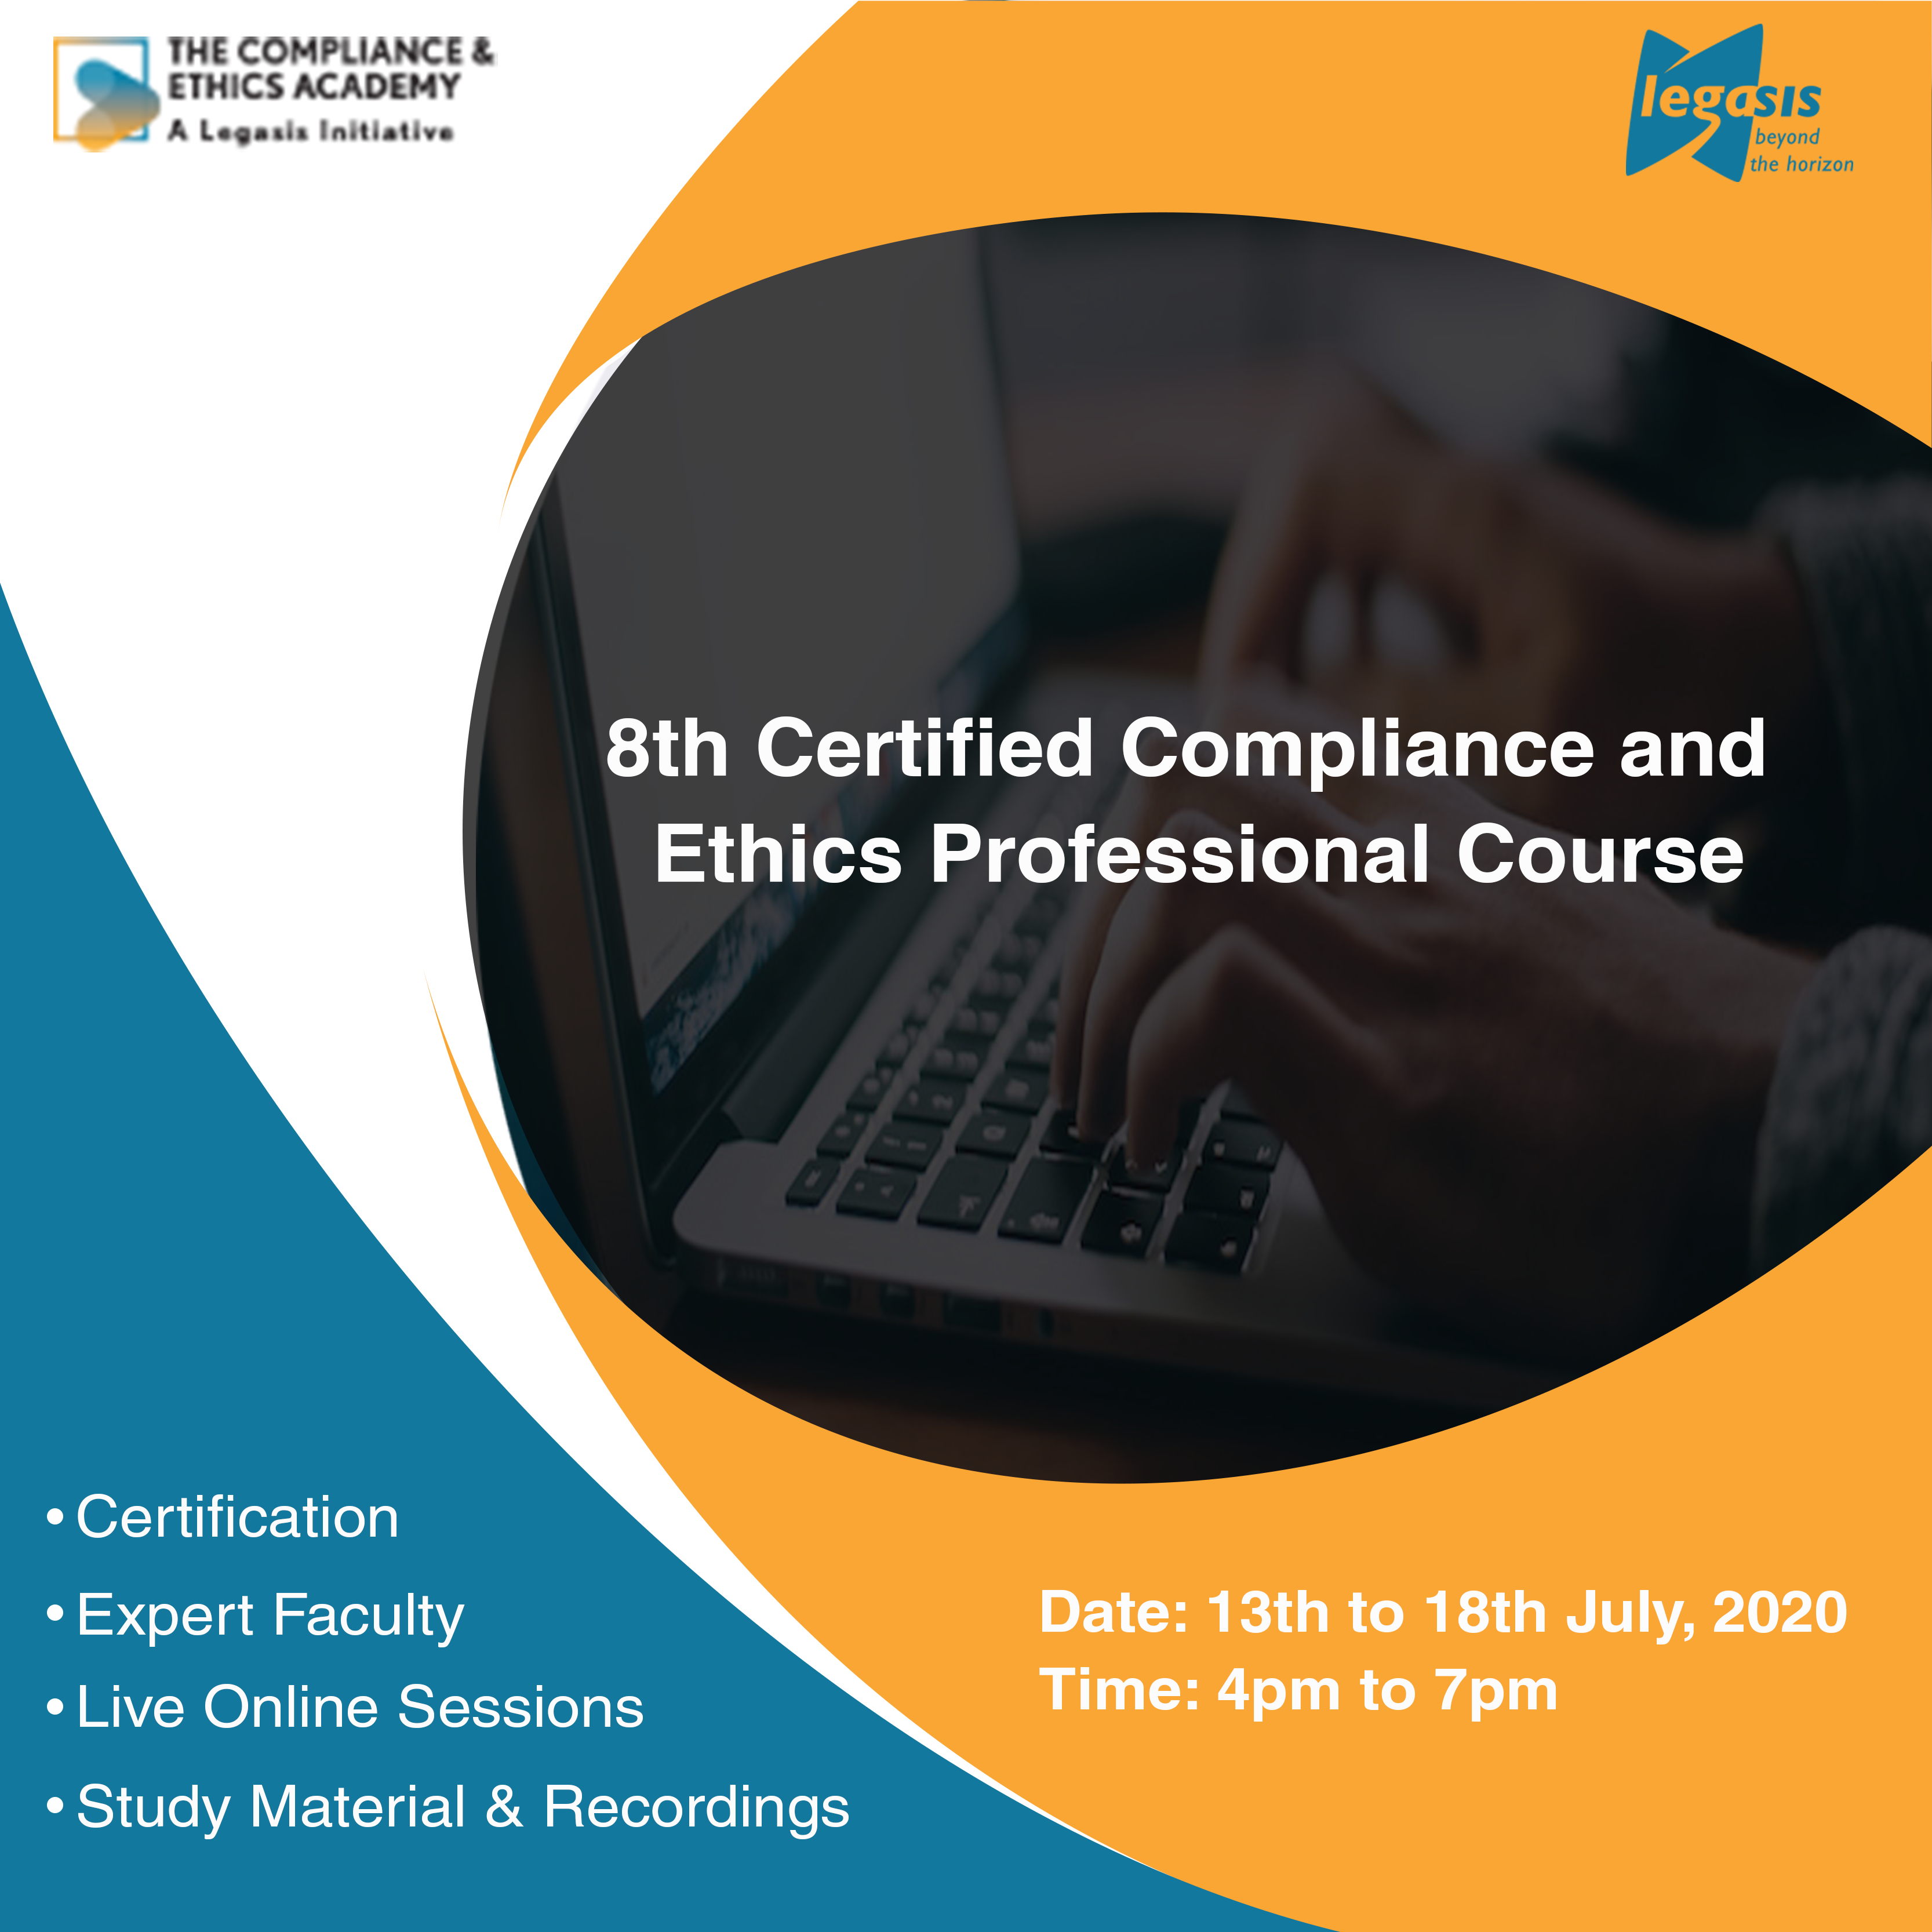 THE COMPLIANCE &
ETHICS ACADEMY
A Legasis Initiative
legasis
beyond
the horizon
8th Certified Compliance and
Ethics Professional Course
• Certification
• Expert Faculty
• Live Online Sessions
• Study Material & Recordings
Date: 13th to 18th July, 2020
Time: 4pm to 7pm